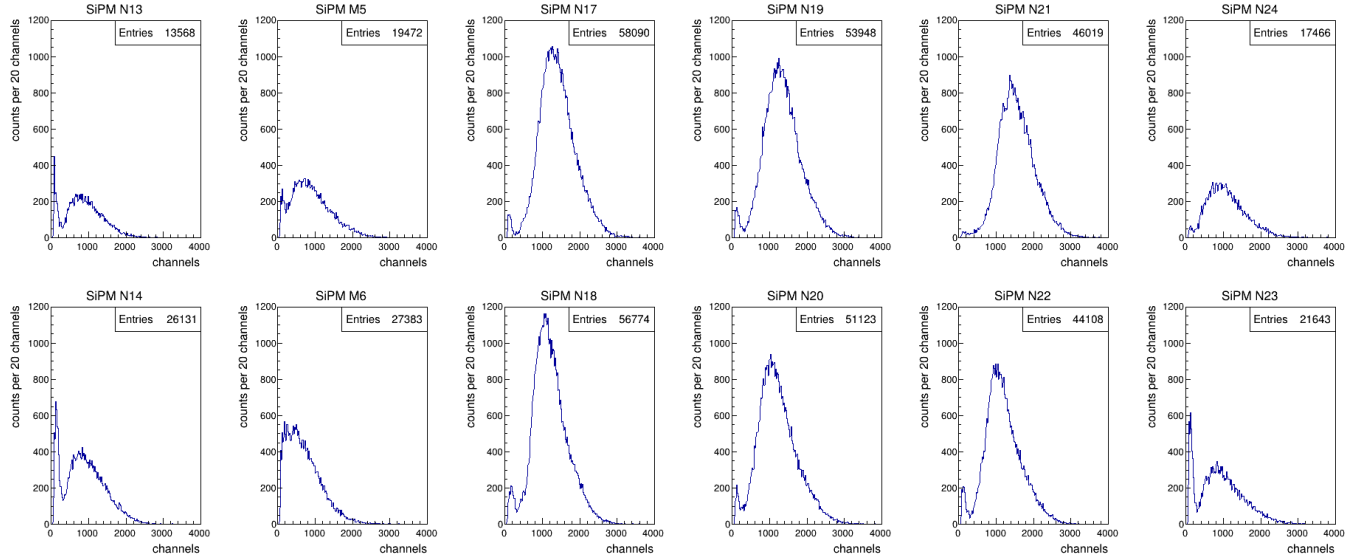 SiPM N13
Entries 13568
counts per 20 channels
1200
1000
800
600
400
200
0
0 1000 2000 3000 4000
channels
SiPM M5
Entries 19472
counts per 20 channels
1200
1000
800
600
400
200
0
0 1000 2000 3000 4000
channels
SiPM N17
Entries 58090
counts per 20 channels
1200
1000
800
600
400
200
0
0 1000 2000 3000 4000
channels
SiPM N19
Entries 53948
counts per 20 channels
1200
1000
800
600
400
200
0
0 1000 2000 3000 4000
channels
SiPM N21
Entries 46019
counts per 20 channels
1200
1000
800
600
400
200
0
0 1000 2000 3000 4000
channels
SiPM N24
Entries 17466
counts per 20 channels
1200
1000
800
600
400
200
0
0 1000 2000 3000 4000
channels
SiPM N14
Entries 26131
counts per 20 channels
1200
1000
800
600
400
200
0
0 1000 2000 3000 4000
channels
SiPM M6
Entries 27383
counts per 20 channels
1200
1000
800
600
400
200
0
0 1000 2000 3000 4000
channels
SiPM N18
Entries 56774
counts per 20 channels
1200
1000
800
600
400
200
0
0 1000 2000 3000 4000
channels
SiPM N20
Entries 51123
counts per 20 channels
1200
1000
800
600
400
200
0
0 1000 2000 3000 4000
channels
SiPM N22
Entries 44108
counts per 20 channels
1200
1000
800
600
400
200
0
0 1000 2000 3000 4000
channels
SiPM N23
Entries 21643
counts per 20 channels
1200
1000
800
600
400
200
0
0 1000 2000 3000 4000
channels